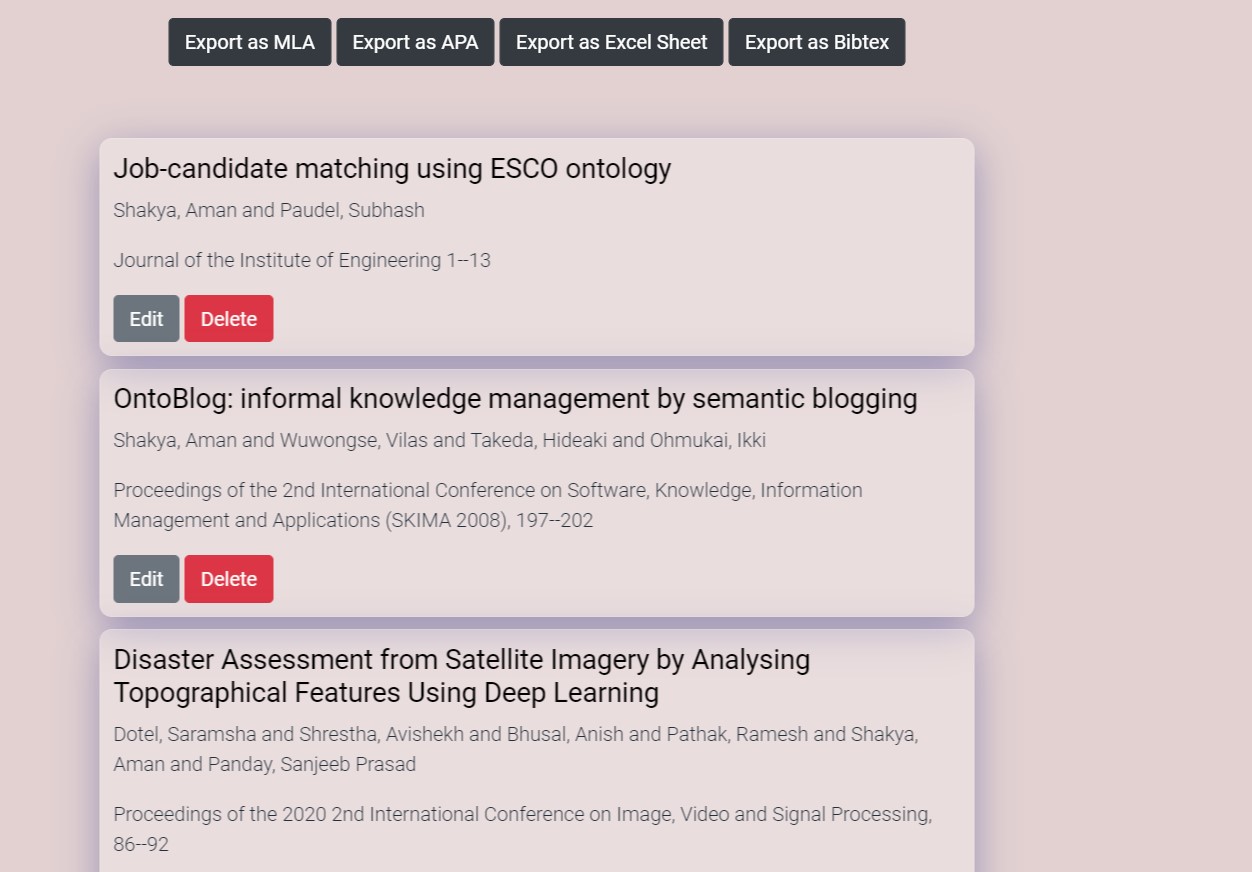 Export as MLA Export as APA Export as Excel Sheet Export as Bibtex
Job-candidate matching using ESCO ontology
Shakya, Aman and Paudel, Subhash
Journal of the Institute of Engineering 1--13
Edit Delete
OntoBlog: informal knowledge management by semantic blogging
Shakya, Aman and Wuwongse, Vilas and Takeda, Hideaki and Ohmukai, Ikki
Proceedings of the 2nd International Conference on Software, Knowledge, Information
Management and Applications (SKIMA 2008), 197--202
Edit Delete
Disaster Assessment from Satellite Imagery by Analysing
Topographical Features Using Deep Learning
Dotel, Saramsha and Shrestha, Avishekh and Bhusal, Anish and Pathak, Ramesh and Shakya,
Aman and Panday, Sanjeeb Prasad
Proceedings of the 2020 2nd International Conference on Image, Video and Signal Processing,
86--92